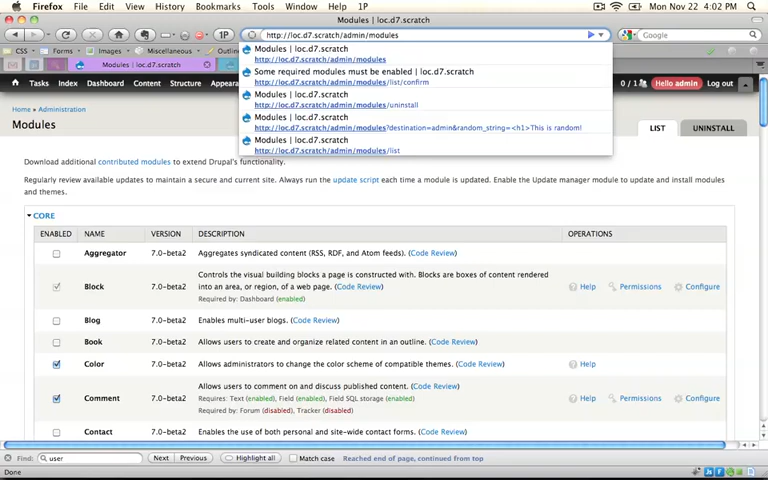 Firefox File Edit View History Bookmarks Tools Window Help 1P
Mon Nov 22 4:02 PM
Modules | loc.d7.scratch
1P
http://loc.d7.scratch/admin/modules
Google
CSS Forms Images Miscellaneous Outline
Modules | loc.d7.scratch
Modules | loc.d7.scratch
http://loc.d7.scratch/admin/modules
Some required modules must be enabled | loc.d7.scratch
http://loc.d7.scratch/admin/modules/list/confirm
Modules | loc.d7.scratch
http://loc.d7.scratch/admin/modules/uninstall
Modules | loc.d7.scratch
http://loc.d7.scratch/admin/modules?destination=admin&random_string=<h1>This is random!
Modules | loc.d7.scratch
http://loc.d7.scratch/admin/modules/list
Tasks Index Dashboard Content Structure
0 / 1 Hello admin Log out
Home » Administration
Modules
LIST UNINSTALL
Download additional contributed modules to extend Drupal's functionality.
Regularly review available updates to maintain a secure and current site. Always run the update script each time a module is updated. Enable the Update manager module to update and install modules
and themes.
CORE
ENABLED NAME VERSION DESCRIPTION OPERATIONS
Aggregator 7.0-beta2 Aggregates syndicated content (RSS, RDF, and Atom feeds). (Code Review)
Controls the visual building blocks a page is constructed with. Blocks are boxes of content rendered
Block 7.0-beta2 into an area, or region, of a web page. (Code Review) Help Permissions Configure
Required by: Dashboard (enabled)
Blog 7.0-beta2 Enables multi-user blogs. (Code Review)
Book 7.0-beta2 Allows users to create and organize related content in an outline. (Code Review)
Color 7.0-beta2 Allows administrators to change the color scheme of compatible themes. (Code Review) Help
Allows users to comment on and discuss published content. (Code Review)
Comment 7.0-beta2 Requires: Text (enabled), Field (enabled), Field SQL storage (enabled) Help Permissions Configure
Required by: Forum (disabled), Tracker (disabled)
Contact 7.0-beta2 Enables the use of both personal and site-wide contact forms. (Code Review)
Find: user Next Previous Highlight all Match case Reached end of page, continued from top
Done